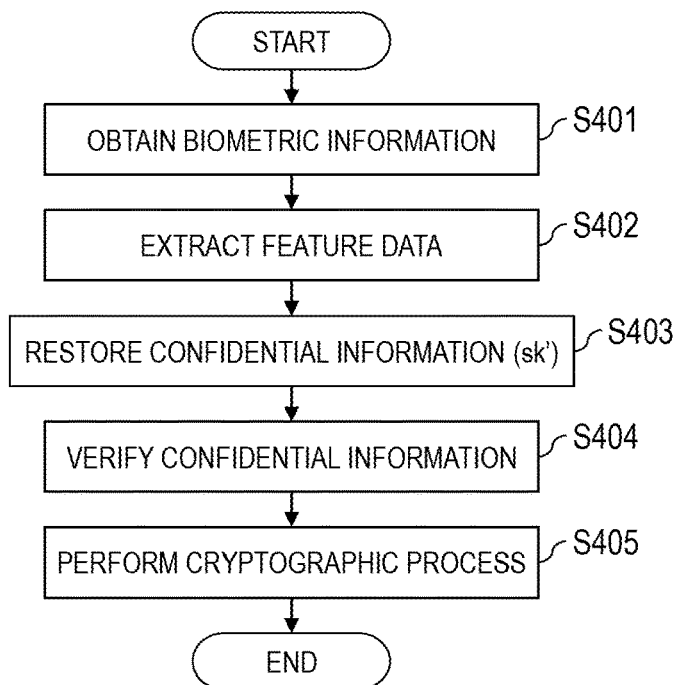 START
OBTAIN BIOMETRIC INFORMATION
S401
EXTRACT FEATURE DATA
S402
RESTORE CONFIDENTIAL INFORMATION (sk')
S403
VERIFY CONFIDENTIAL INFORMATION
S404
PERFORM CRYPTOGRAPHIC PROCESS
S405
END